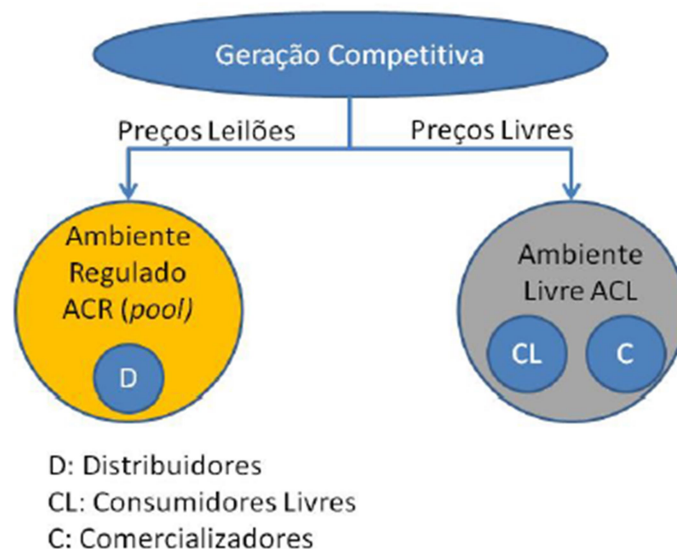 Geração Competitiva
Preços Leilões
Preços Livres
Ambiente
Regulado
ACR (pool)
D
Ambiente
Livre ACL
CL
C
D: Distribuidores
CL: Consumidores Livres
C: Comercializadores